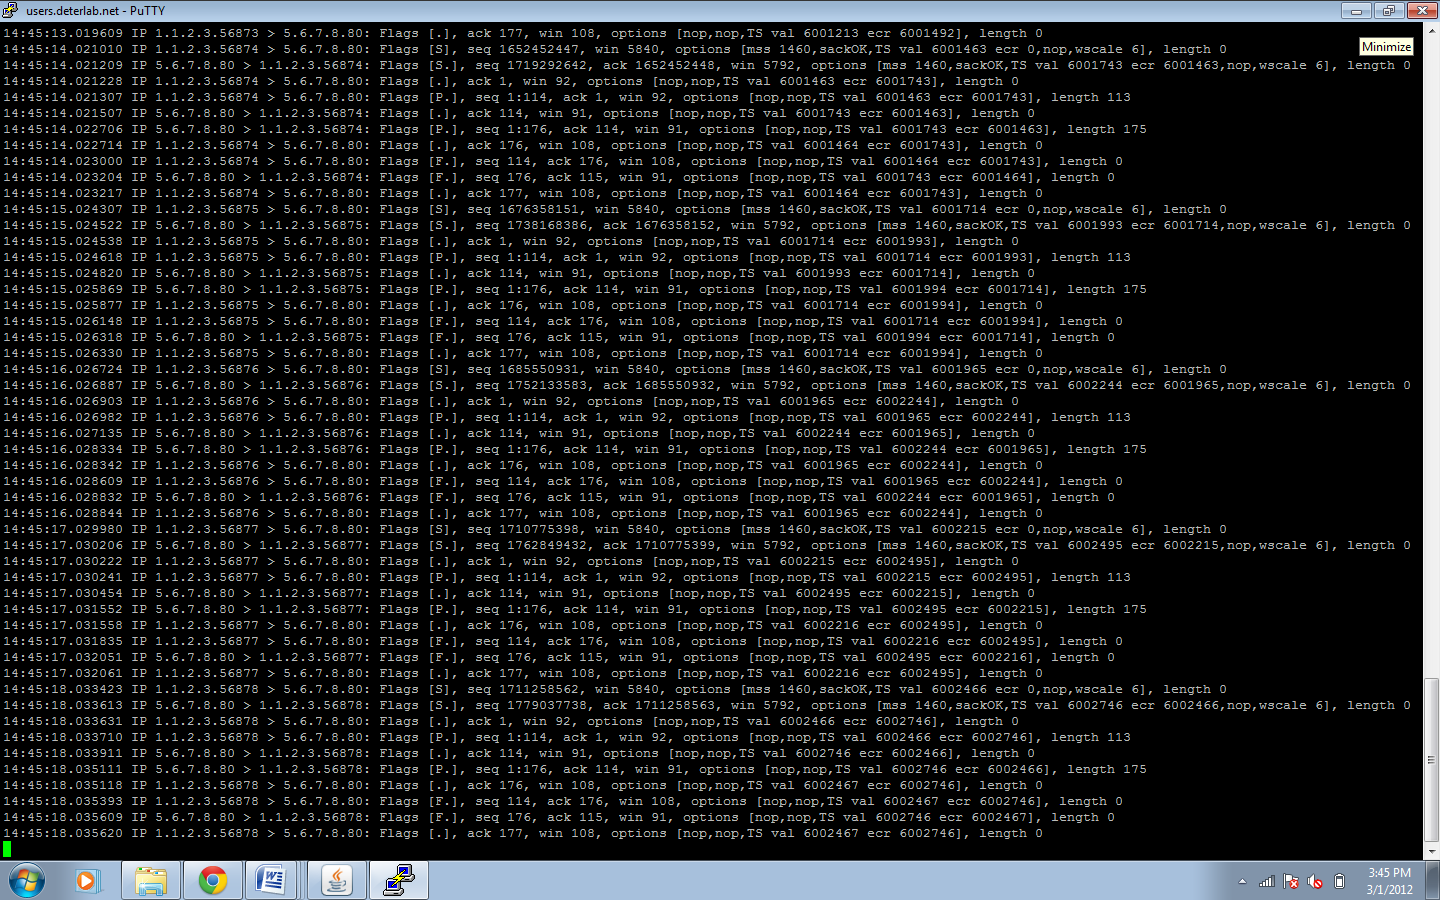 users.deterlab.net - PuTTY
14:45:13.019609 IP 1.1.2.3.56873 > 5.6.7.8.80: Flags [.], ack 177, win 108, options [nop,nop,TS val 6001213 ecr 6001492], length 0
14:45:14.021010 IP 1.1.2.3.56874 > 5.6.7.8.80: Flags [S], seq 1652452447, win 5840, options [mss 1460,sackOK,TS val 6001463 ecr 0,nop,wscale 6], length 0
Minimize
14:45:14.021209 IP 5.6.7.8.80 > 1.1.2.3.56874: Flags [S.], seq 1719292642, ack 1652452448, win 5792, options [mss 1460,sackOK,TS val 6001743 ecr 6001463,nop,wscale 6], length 0
14:45:14.021228 IP 1.1.2.3.56874 > 5.6.7.8.80: Flags [.], ack 1, win 92, options [nop,nop,TS val 6001463 ecr 6001743], length 0
14:45:14.021307 IP 1.1.2.3.56874 > 5.6.7.8.80: Flags [P.], seq 1:114, ack 1, win 92, options [nop,nop,TS val 6001463 ecr 6001743], length 113
14:45:14.021507 IP 5.6.7.8.80 > 1.1.2.3.56874: Flags [.], ack 114, win 91, options [nop,nop,TS val 6001743 ecr 6001463], length 0
14:45:14.022706 IP 5.6.7.8.80 > 1.1.2.3.56874: Flags [P.], seq 1:176, ack 114, win 91, options [nop,nop,TS val 6001743 ecr 6001463], length 175
14:45:14.022714 IP 1.1.2.3.56874 > 5.6.7.8.80: Flags [.], ack 176, win 108, options [nop,nop,TS val 6001464 ecr 6001743], length 0
14:45:14.023000 IP 1.1.2.3.56874 > 5.6.7.8.80: Flags [F.], seq 114, ack 176, win 108, options [nop,nop,TS val 6001464 ecr 6001743], length 0
14:45:14.023204 IP 5.6.7.8.80 > 1.1.2.3.56874: Flags [F.], seq 176, ack 115, win 91, options [nop,nop,TS val 6001743 ecr 6001464], length 0
14:45:14.023217 IP 1.1.2.3.56874 > 5.6.7.8.80: Flags [.], ack 177, win 108, options [nop,nop,TS val 6001464 ecr 6001743], length 0
14:45:15.024307 IP 1.1.2.3.56875 > 5.6.7.8.80: Flags [S], seq 1676358151, win 5840, options [mss 1460,sackOK,TS val 6001714 ecr 0,nop,wscale 6], length 0
14:45:15.024522 IP 5.6.7.8.80 > 1.1.2.3.56875: Flags [S.], seq 1738168386, ack 1676358152, win 5792, options [mss 1460,sackOK,TS val 6001993 ecr 6001714,nop,wscale 6], length 0
14:45:15.024538 IP 1.1.2.3.56875 > 5.6.7.8.80: Flags [.], ack 1, win 92, options [nop,nop,TS val 6001714 ecr 6001993], length 0
14:45:15.024618 IP 1.1.2.3.56875 > 5.6.7.8.80: Flags [P.], seq 1:114, ack 1, win 92, options [nop,nop,TS val 6001714 ecr 6001993], length 113
14:45:15.024820 IP 5.6.7.8.80 > 1.1.2.3.56875: Flags [.], ack 114, win 91, options [nop,nop,TS val 6001993 ecr 6001714], length 0
14:45:15.025869 IP 5.6.7.8.80 > 1.1.2.3.56875: Flags [P.], seq 1:176, ack 114, win 91, options [nop,nop,TS val 6001994 ecr 6001714], length 175
14:45:15.025877 IP 1.1.2.3.56875 > 5.6.7.8.80: Flags [.], ack 176, win 108, options [nop,nop,TS val 6001714 ecr 6001994], length 0
14:45:15.026148 IP 1.1.2.3.56875 > 5.6.7.8.80: Flags [F.], seq 114, ack 176, win 108, options [nop,nop,TS val 6001714 ecr 6001994], length 0
14:45:15.026318 IP 5.6.7.8.80 > 1.1.2.3.56875: Flags [F.], seq 176, ack 115, win 91, options [nop,nop,TS val 6001994 ecr 6001714], length 0
14:45:15.026330 IP 1.1.2.3.56875 > 5.6.7.8.80: Flags [.], ack 177, win 108, options [nop,nop,TS val 6001714 ecr 6001994], length 0
14:45:16.026724 IP 1.1.2.3.56876 > 5.6.7.8.80: Flags [S], seq 1685550931, win 5840, options [mss 1460,sackOK,TS val 6001965 ecr 0,nop,wscale 6], length 0
14:45:16.026887 IP 5.6.7.8.80 > 1.1.2.3.56876: Flags [S.], seq 1752133583, ack 1685550932, win 5792, options [mss 1460,sackOK,TS val 6002244 ecr 6001965,nop,wscale 6], length 0
14:45:16.026903 IP 1.1.2.3.56876 > 5.6.7.8.80: Flags [.], ack 1, win 92, options [nop,nop,TS val 6001965 ecr 6002244], length 0
14:45:16.026982 IP 1.1.2.3.56876 > 5.6.7.8.80: Flags [P.], seq 1:114, ack 1, win 92, options [nop,nop,TS val 6001965 ecr 6002244], length 113
14:45:16.027135 IP 5.6.7.8.80 > 1.1.2.3.56876: Flags [.], ack 114, win 91, options [nop,nop,TS val 6002244 ecr 6001965], length 0
14:45:16.028334 IP 5.6.7.8.80 > 1.1.2.3.56876: Flags [P.], seq 1:176, ack 114, win 91, options [nop,nop,TS val 6002244 ecr 6001965], length 175
14:45:16.028342 IP 1.1.2.3.56876 > 5.6.7.8.80: Flags [.], ack 176, win 108, options [nop,nop,TS val 6001965 ecr 6002244], length 0
14:45:16.028609 IP 1.1.2.3.56876 > 5.6.7.8.80: Flags [F.], seq 114, ack 176, win 108, options [nop,nop,TS val 6001965 ecr 6002244], length 0
14:45:16.028832 IP 5.6.7.8.80 > 1.1.2.3.56876: Flags [F.], seq 176, ack 115, win 91, options [nop,nop,TS val 6002244 ecr 6001965], length 0
14:45:16.028844 IP 1.1.2.3.56876 > 5.6.7.8.80: Flags [.], ack 177, win 108, options [nop,nop,TS val 6001965 ecr 6002244], length 0
14:45:17.029980 IP 1.1.2.3.56877 > 5.6.7.8.80: Flags [S], seq 1710775398, win 5840, options [mss 1460,sackOK,TS val 6002215 ecr 0,nop,wscale 6], length 0
14:45:17.030206 IP 5.6.7.8.80 > 1.1.2.3.56877: Flags [S.], seq 1762849432, ack 1710775399, win 5792, options [mss 1460,sackOK,TS val 6002495 ecr 6002215,nop,wscale 6], length 0
14:45:17.030222 IP 1.1.2.3.56877 > 5.6.7.8.80: Flags [.], ack 1, win 92, options [nop,nop,TS val 6002215 ecr 6002495], length 0
14:45:17.030241 IP 1.1.2.3.56877 > 5.6.7.8.80: Flags [P.], seq 1:114, ack 1, win 92, options [nop,nop,TS val 6002215 ecr 6002495], length 113
14:45:17.030454 IP 5.6.7.8.80 > 1.1.2.3.56877: Flags [.], ack 114, win 91, options [nop,nop,TS val 6002495 ecr 6002215], length 0
14:45:17.031552 IP 5.6.7.8.80 > 1.1.2.3.56877: Flags [P.], seq 1:176, ack 114, win 91, options [nop,nop,TS val 6002495 ecr 6002215], length 175
14:45:17.031558 IP 1.1.2.3.56877 > 5.6.7.8.80: Flags [.], ack 176, win 108, options [nop,nop,TS val 6002216 ecr 6002495], length 0
14:45:17.031835 IP 1.1.2.3.56877 > 5.6.7.8.80: Flags [F.], seq 114, ack 176, win 108, options [nop,nop,TS val 6002216 ecr 6002495], length 0
14:45:17.032051 IP 5.6.7.8.80 > 1.1.2.3.56877: Flags [F.], seq 176, ack 115, win 91, options [nop,nop,TS val 6002495 ecr 6002216], length 0
14:45:17.032061 IP 1.1.2.3.56877 > 5.6.7.8.80: Flags [.], ack 177, win 108, options [nop,nop,TS val 6002216 ecr 6002495], length 0
14:45:18.033423 IP 1.1.2.3.56878 > 5.6.7.8.80: Flags [S], seq 1711258562, win 5840, options [mss 1460,sackOK,TS val 6002466 ecr 0,nop,wscale 6], length 0
14:45:18.033613 IP 5.6.7.8.80 > 1.1.2.3.56878: Flags [S.], seq 1779037738, ack 1711258563, win 5792, options [mss 1460,sackOK,TS val 6002746 ecr 6002466,nop,wscale 6], length 0
14:45:18.033631 IP 1.1.2.3.56878 > 5.6.7.8.80: Flags [.], ack 1, win 92, options [nop,nop,TS val 6002466 ecr 6002746], length 0
14:45:18.033710 IP 1.1.2.3.56878 > 5.6.7.8.80: Flags [P.], seq 1:114, ack 1, win 92, options [nop,nop,TS val 6002466 ecr 6002746], length 113
14:45:18.033911 IP 5.6.7.8.80 > 1.1.2.3.56878: Flags [.], ack 114, win 91, options [nop,nop,TS val 6002746 ecr 6002466], length 0
14:45:18.035111 IP 5.6.7.8.80 > 1.1.2.3.56878: Flags [P.], seq 1:176, ack 114, win 91, options [nop,nop,TS val 6002746 ecr 6002466], length 175
14:45:18.035118 IP 1.1.2.3.56878 > 5.6.7.8.80: Flags [.], ack 176, win 108, options [nop,nop,TS val 6002467 ecr 6002746], length 0
14:45:18.035393 IP 1.1.2.3.56878 > 5.6.7.8.80: Flags [F.], seq 114, ack 176, win 108, options [nop,nop,TS val 6002467 ecr 6002746], length 0
14:45:18.035609 IP 5.6.7.8.80 > 1.1.2.3.56878: Flags [F.], seq 176, ack 115, win 91, options [nop,nop,TS val 6002746 ecr 6002467], length 0
14:45:18.035620 IP 1.1.2.3.56878 > 5.6.7.8.80: Flags [.], ack 177, win 108, options [nop,nop,TS val 6002467 ecr 6002746], length 0
3:45 PM
3/1/2012